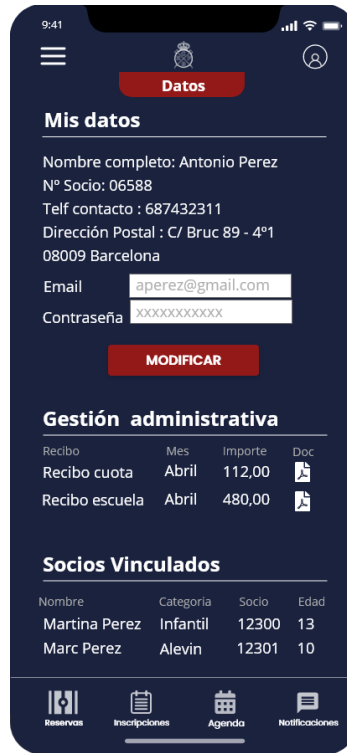 9:41
Datos
Mis datos
Nombre completo: Antonio Perez
Nº Socio: 06588
Telf contacto : 687432311
Dirección Postal : C/ Bruc 89 - 4º1
08009 Barcelona
Email aperez@gmail.com
Contraseña xxxxxxxxxxx
MODIFICAR
Gestión administrativa
Recibo Mes Importe Doc
Recibo cuota Abril 112,00
Recibo escuela Abril 480,00
Socios Vinculados
Nombre Categoria Socio Edad
Martina Perez Infantil 12300 13
Marc Perez Alevin 12301 10
Reservas Inscripciones Agenda Notificaciones